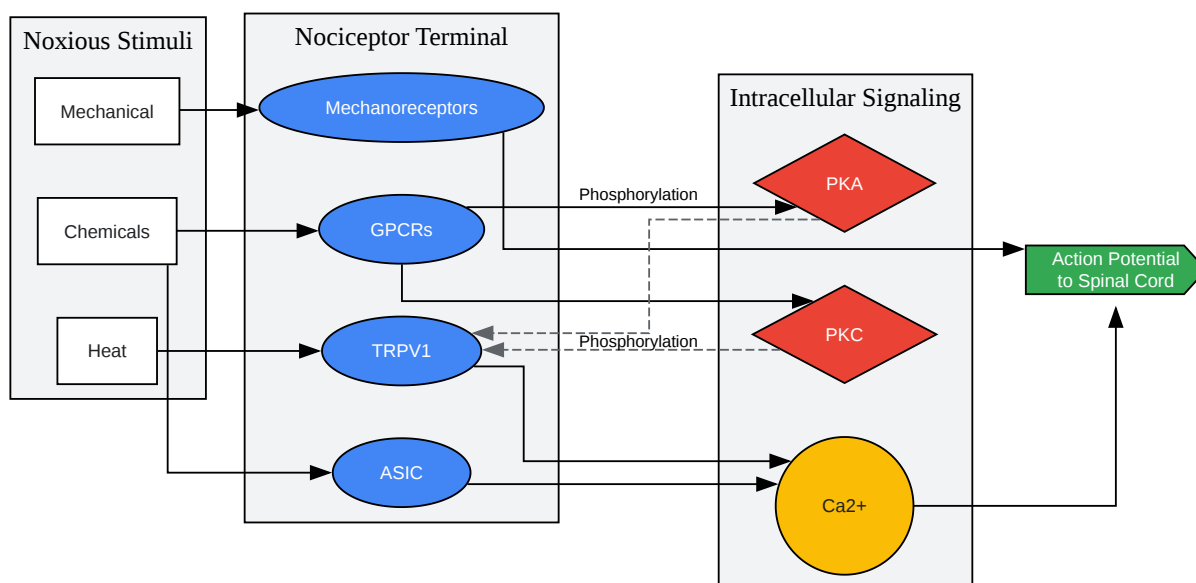 Noxious Stimuli
Mechanical
Chemicals
Heat
Nociceptor Terminal
Mechanoreceptors
GPCRs
TRPV1
ASIC
Phosphorylation
Phosphorylation
Intracellular Signaling
PKA
PKC
Ca2+
Action Potential
to Spinal Cord